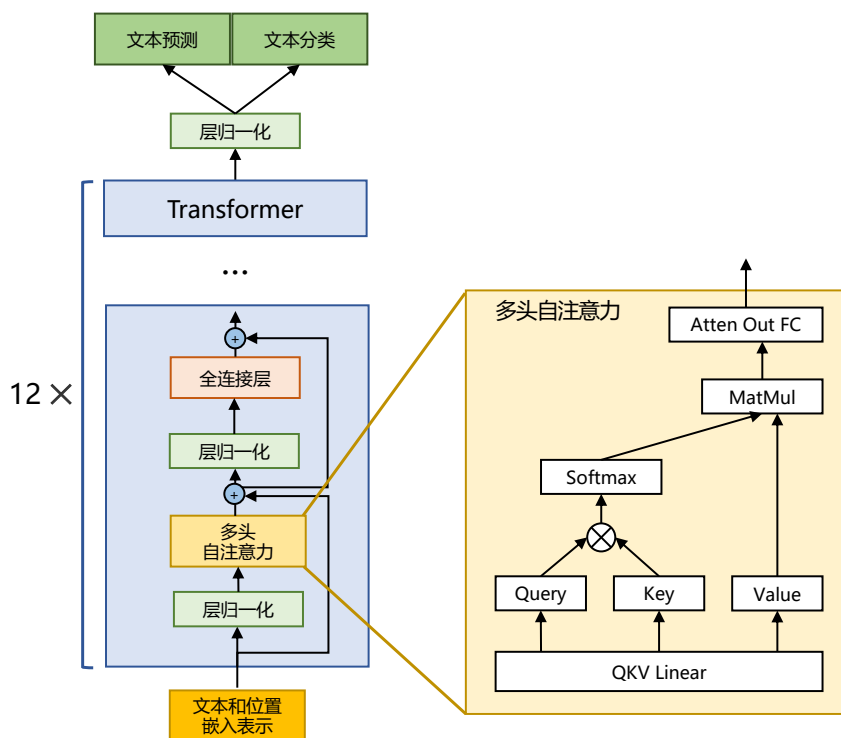 文本预测
文本分类
层归一化
Transformer
...
12 ×
+
全连接层
层归一化
+
多头
自注意力
层归一化
文本和位置
嵌入表示
多头自注意力
Atten Out FC
MatMul
Softmax
Query
Key
Value
QKV Linear